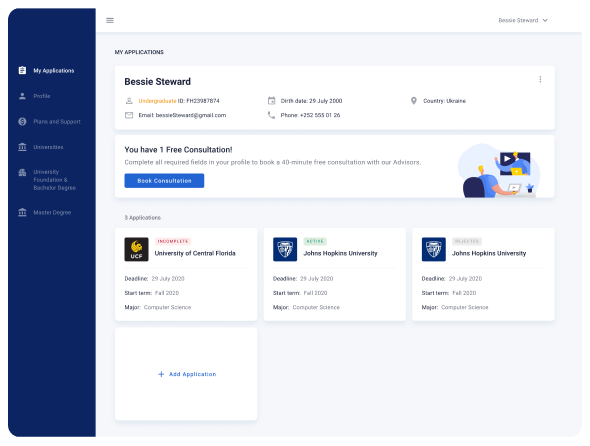 Bessie Steward
My Applications
Profile
Plans and Support
Universities
University
Foundation &
Bachelor Degree
Master Degree
MY APPLICATIONS
Bessie Steward
Undergraduate ID: FH23987874
Dirth date: 29 July 2000
Country: Ukraine
Email: bessieSteward@gmail.com
Phone: +252 555 01 26
You have 1 Free Consultation!
Complete all required fields in your profile to book a 40-minute free consultation with our Advisors.
Book Consultation
3 Applications
UCF
INCOMPLETE
University of Central Florida
Deadline: 29 July 2020
Start term: Fall 2020
Major: Computer Science
ACTIVE
Johns Hopkins University
Deadline: 29 July 2020
Start term: Fall 2020
Major: Computer Science
REJECTED
Johns Hopkins University
Deadline: 29 July 2020
Start term: Fall 2020
Major: Computer Science
+ Add Application